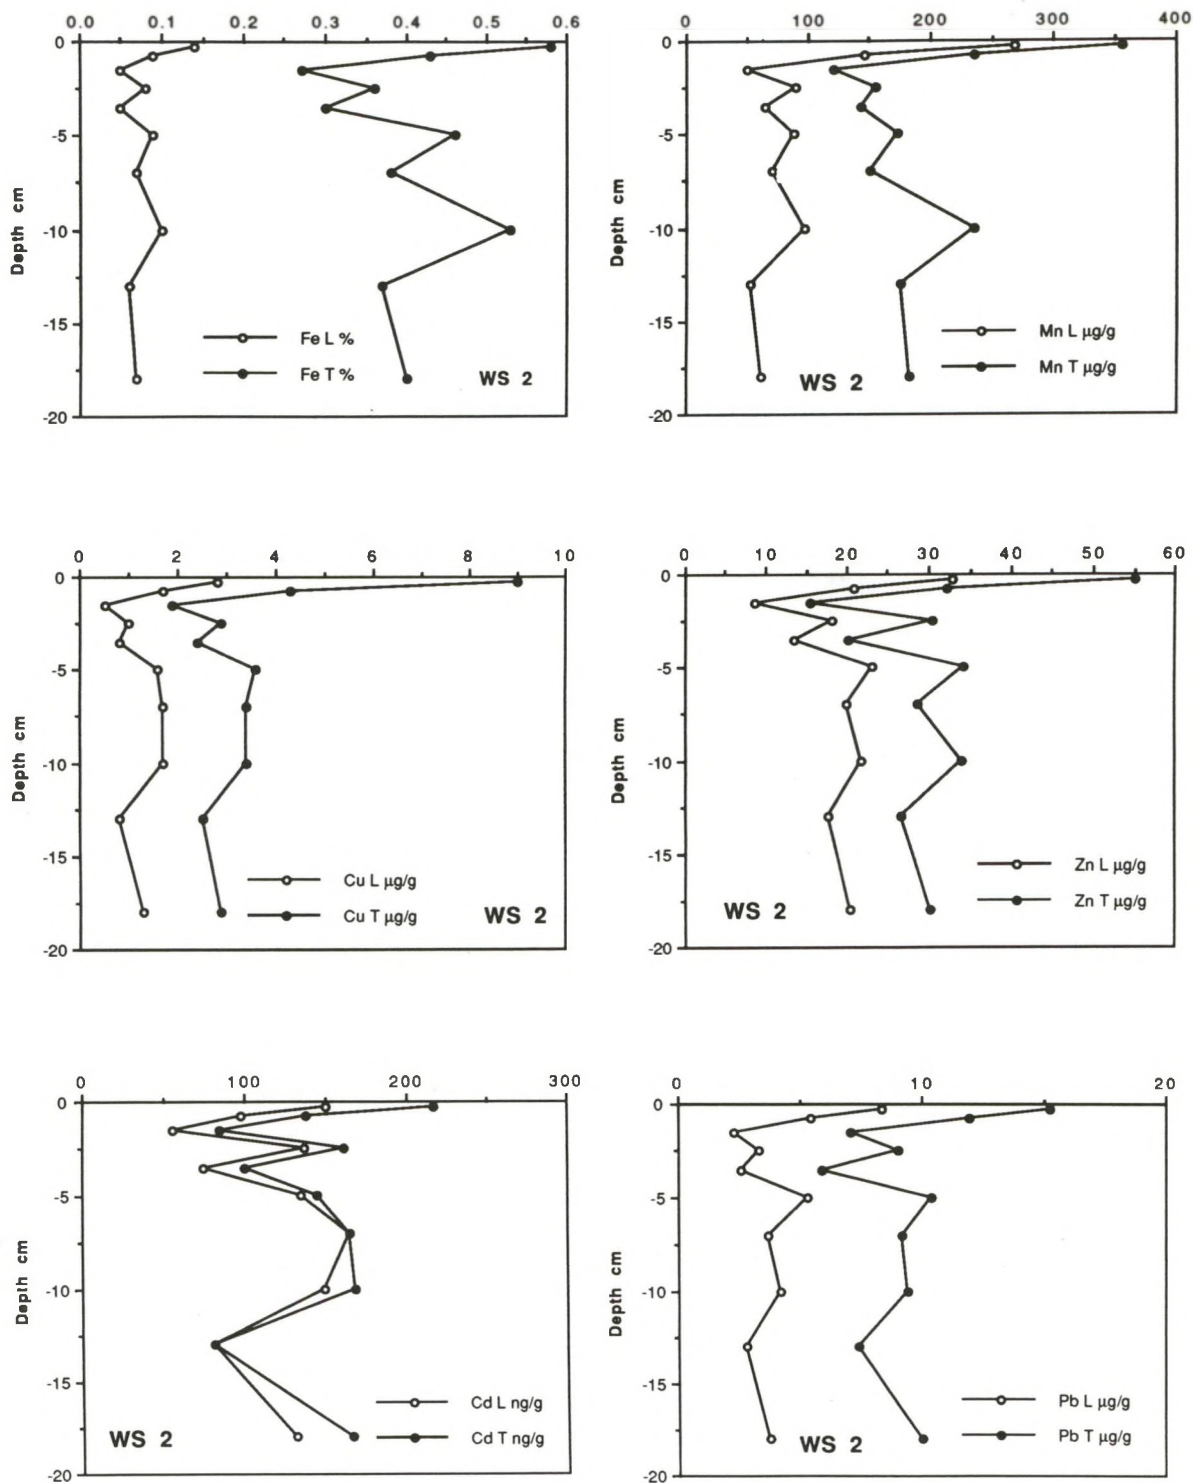 0.0 0.1 0.2 0.3 0.4 0.5 0.6
0
-5
-10
-15
-20
Depth cm
Fe L %
Fe T %
WS 2
0 100 200 300 400
0
-5
-10
-15
-20
Depth cm
Mn L µg/g
Mn T µg/g
WS 2
0 2 4 6 8 10
0
-5
-10
-15
-20
Depth cm
Cu L µg/g
Cu T µg/g
WS 2
0 10 20 30 40 50 60
0
-5
-10
-15
-20
Depth cm
Zn L µg/g
Zn T µg/g
WS 2
0 100 200 300
0
-5
-10
-15
-20
Depth cm
Cd L ng/g
Cd T ng/g
WS 2
0 10 20
0
-5
-10
-15
-20
Depth cm
Pb L µg/g
Pb T µg/g
WS 2